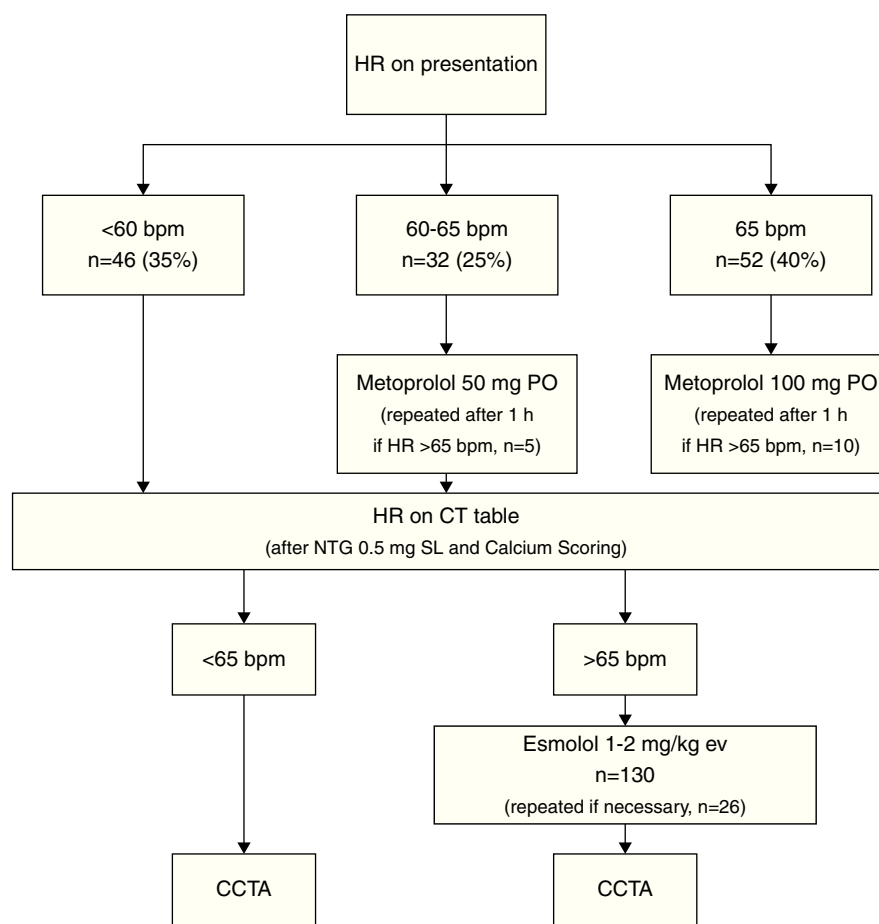 HR on presentation
<60 bpm
n=46 (35%)
60-65 bpm
n=32 (25%)
65 bpm
n=52 (40%)
Metoprolol 50 mg PO
(repeated after 1 h
if HR >65 bpm, n=5)
Metoprolol 100 mg PO
(repeated after 1 h
if HR >65 bpm, n=10)
HR on CT table
(after NTG 0.5 mg SL and Calcium Scoring)
<65 bpm
>65 bpm
Esmolol 1-2 mg/kg ev
n=130
(repeated if necessary, n=26)
CCTA
CCTA